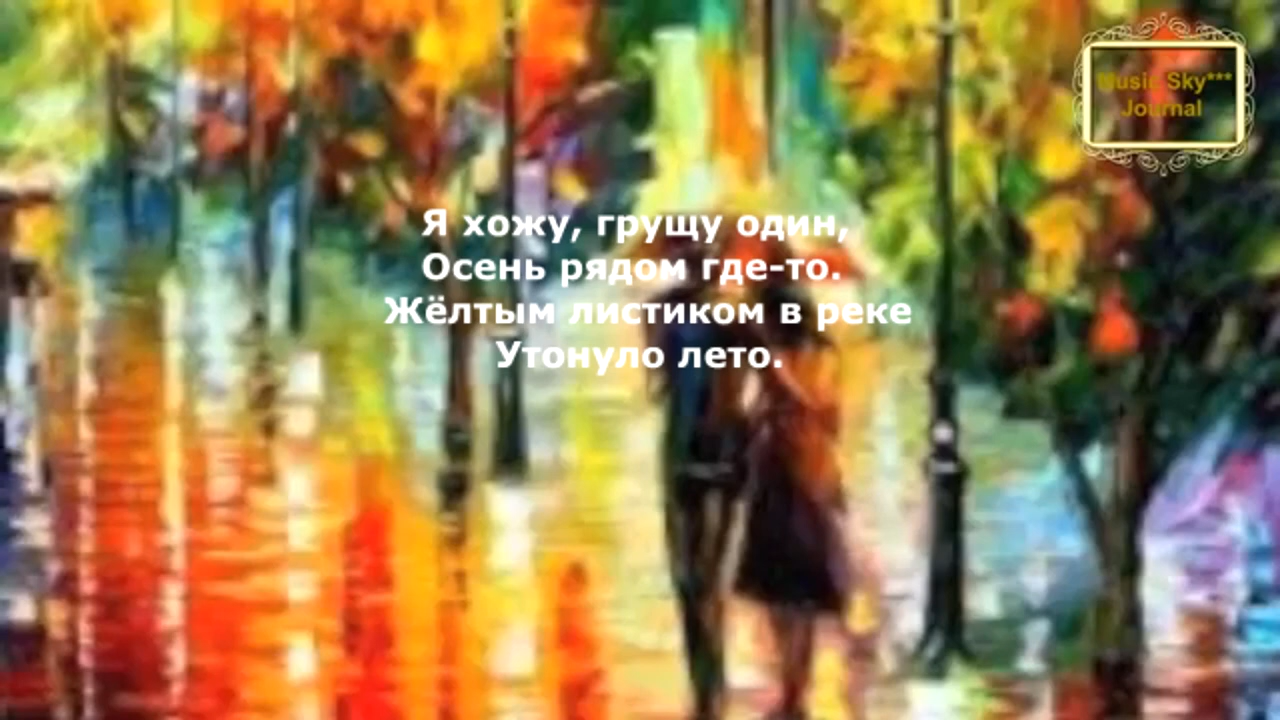 Music Sky***
Journal
Я хожу, грущу один,
Осень рядом где-то.
Жёлтым листиком в реке
Утонуло лето.